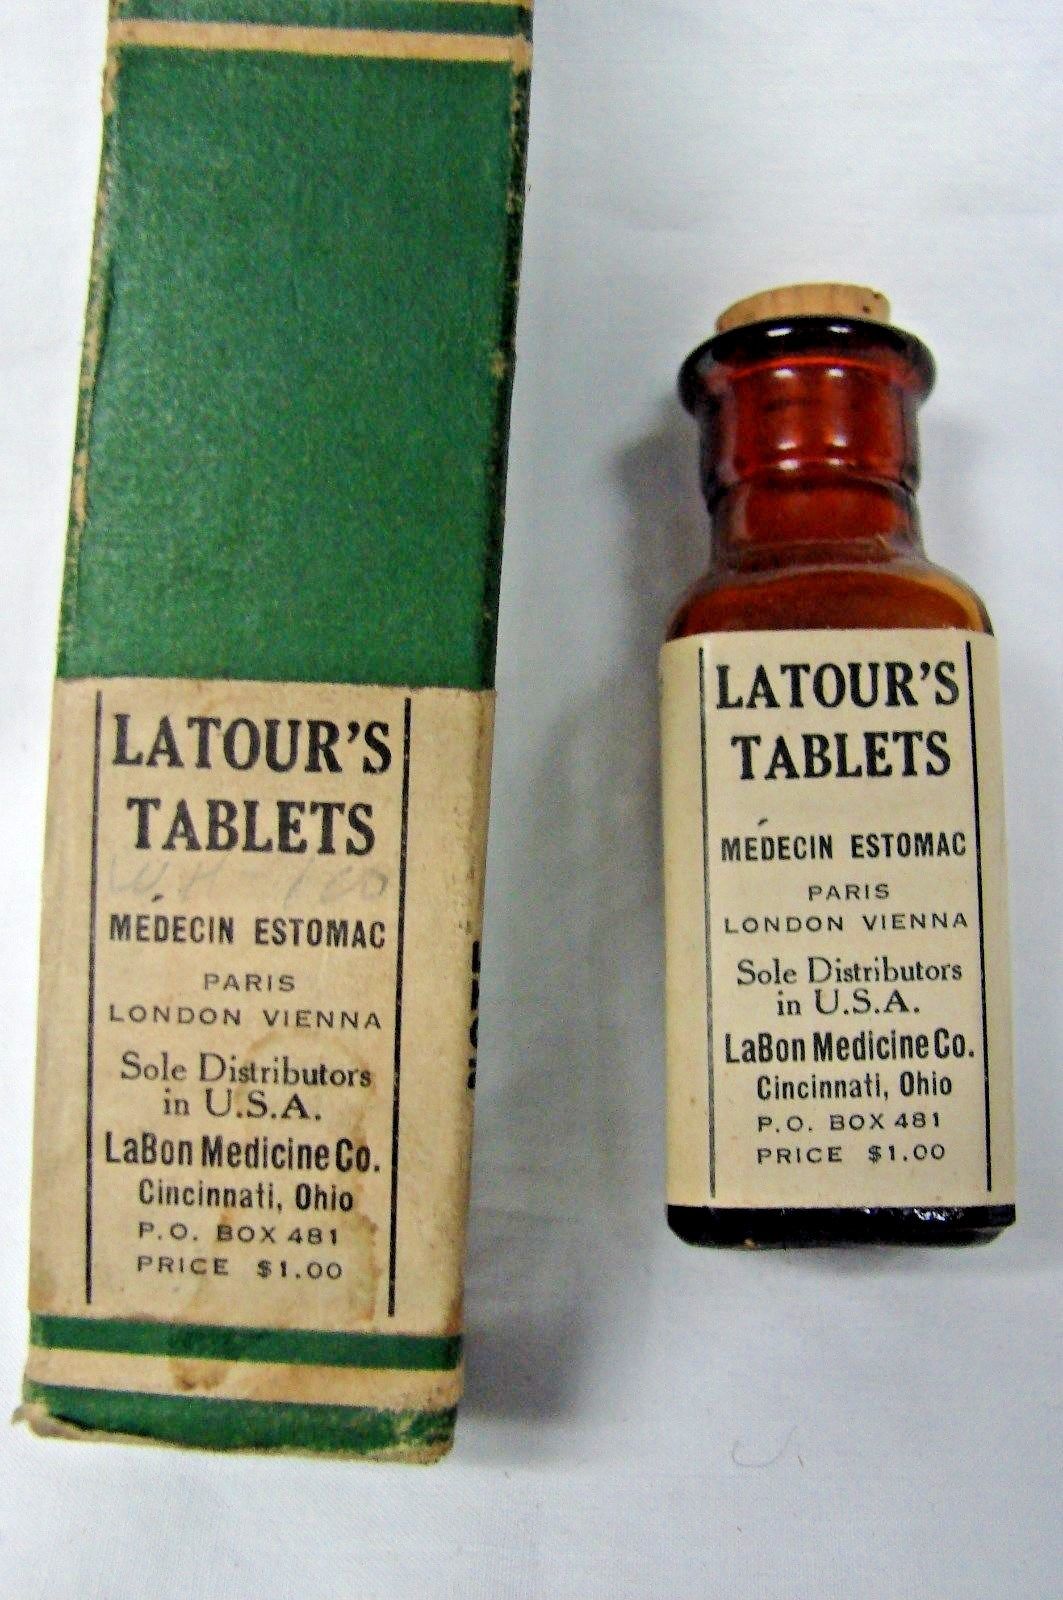 LATOUR'S
TABLETS
MÉDECIN ESTOMAC
PARIS
LONDON VIENNA
Sole Distributors
in U.S.A.
LaBon Medicine Co.
Cincinnati, Ohio
P.O. BOX 481
PRICE $1.00
LATOUR'S
TABLETS
MÉDECIN ESTOMAC
PARIS
LONDON VIENNA
Sole Distributors
in U.S.A.
LaBon Medicine Co.
Cincinnati, Ohio
P.O. BOX 481
PRICE $1.00